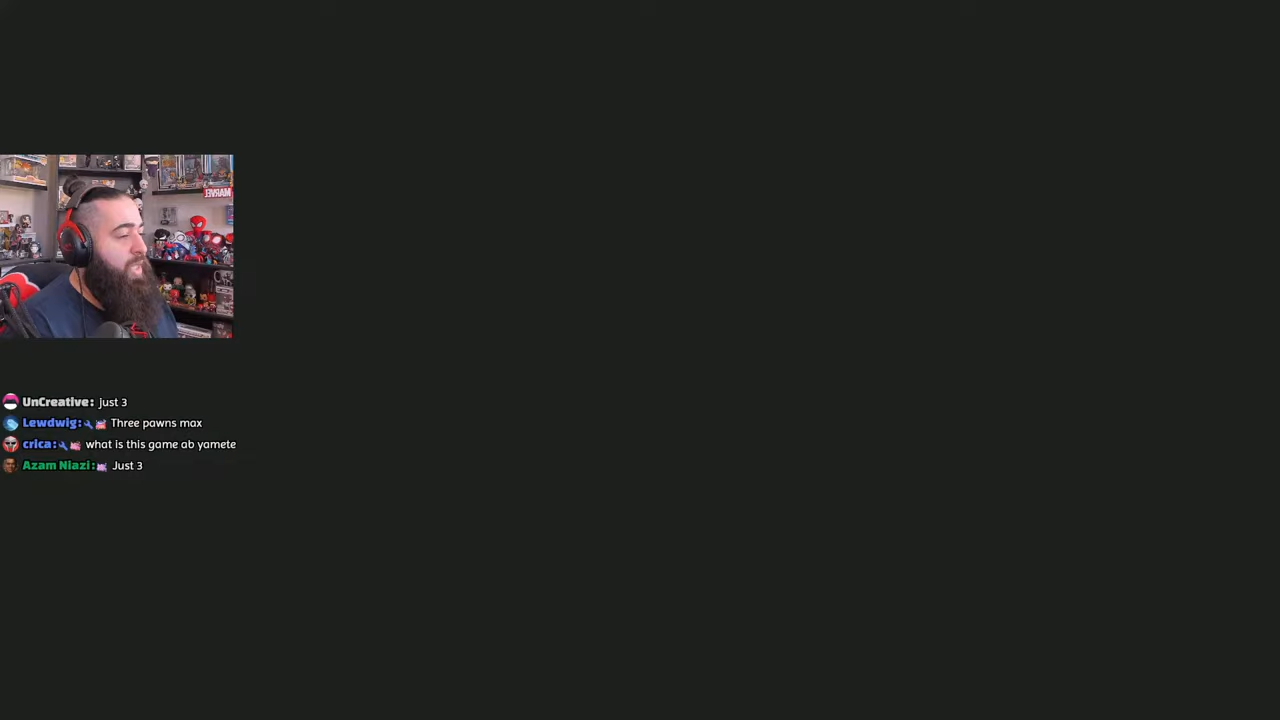 MARVEL
UnCreative: just 3
Lewdwig: Three pawns max
crica: what is this game ab yamete
Azam Niazi: Just 3